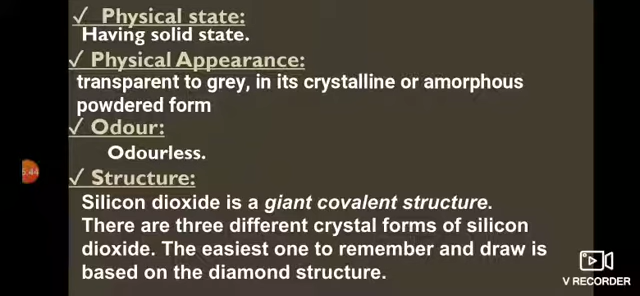 ✓ Physical state:
Having solid state.
✓ Physical Appearance:
transparent to grey, in its crystalline or amorphous
powdered form
✓ Odour:
Odourless.
:44
✓ Structure:
Silicon dioxide is a giant covalent structure.
There are three different crystal forms of silicon
dioxide. The easiest one to remember and draw is
based on the diamond structure.
V RECORDER